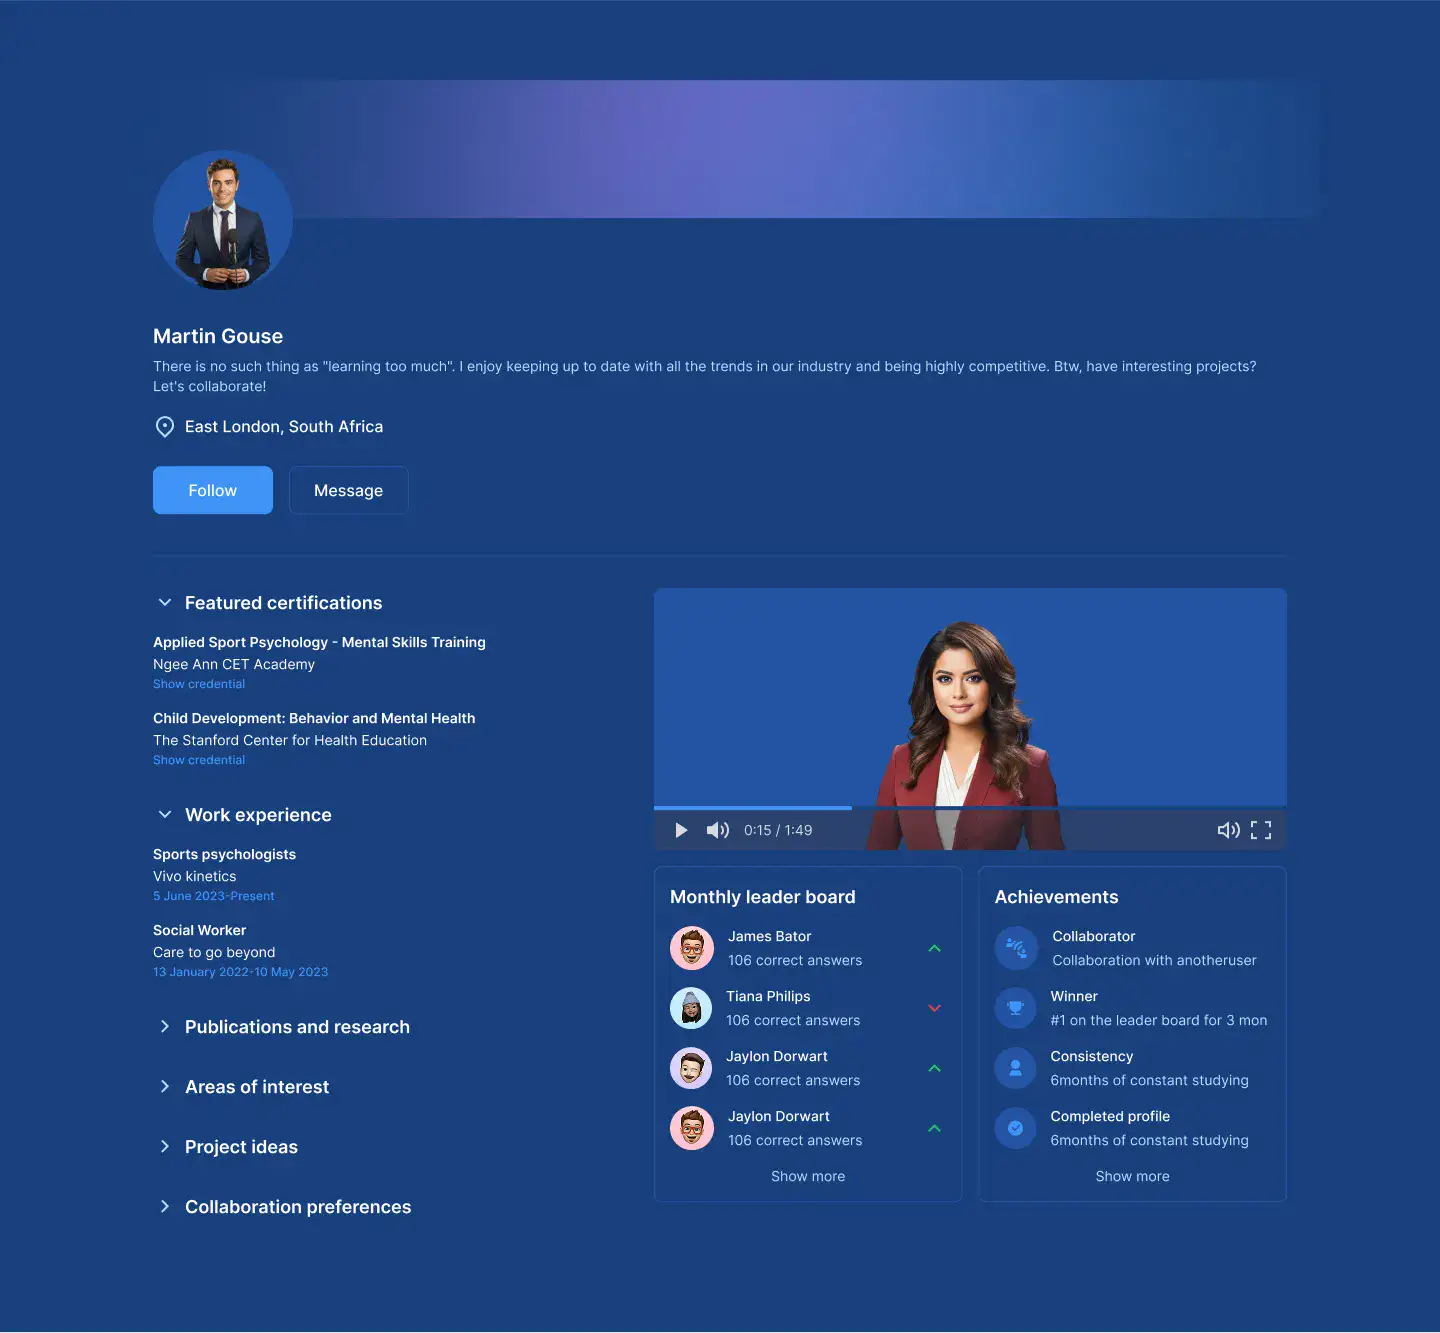 Martin Gouse
There is no such thing as "learning too much". I enjoy keeping up to date with all the trends in our industry and being highly competitive. Btw, have interesting projects?
Let's collaborate!
East London, South Africa
Follow
Message
Featured certifications
Applied Sport Psychology - Mental Skills Training
Ngee Ann CET Academy
Show credential
Child Development: Behavior and Mental Health
The Stanford Center for Health Education
Show credential
Work experience
Sports psychologists
Vivo kinetics
5 June 2023-Present
Social Worker
Care to go beyond
13 January 2022-10 May 2023
Publications and research
Areas of interest
Project ideas
Collaboration preferences
0:15 / 1:49
Monthly leader board
James Bator
106 correct answers
Tiana Philips
106 correct answers
Jaylon Dorwart
106 correct answers
Jaylon Dorwart
106 correct answers
Show more
Achievements
Collaborator
Collaboration with anotheruser
Winner
#1 on the leader board for 3 mon
Consistency
6months of constant studying
Completed profile
6months of constant studying
Show more